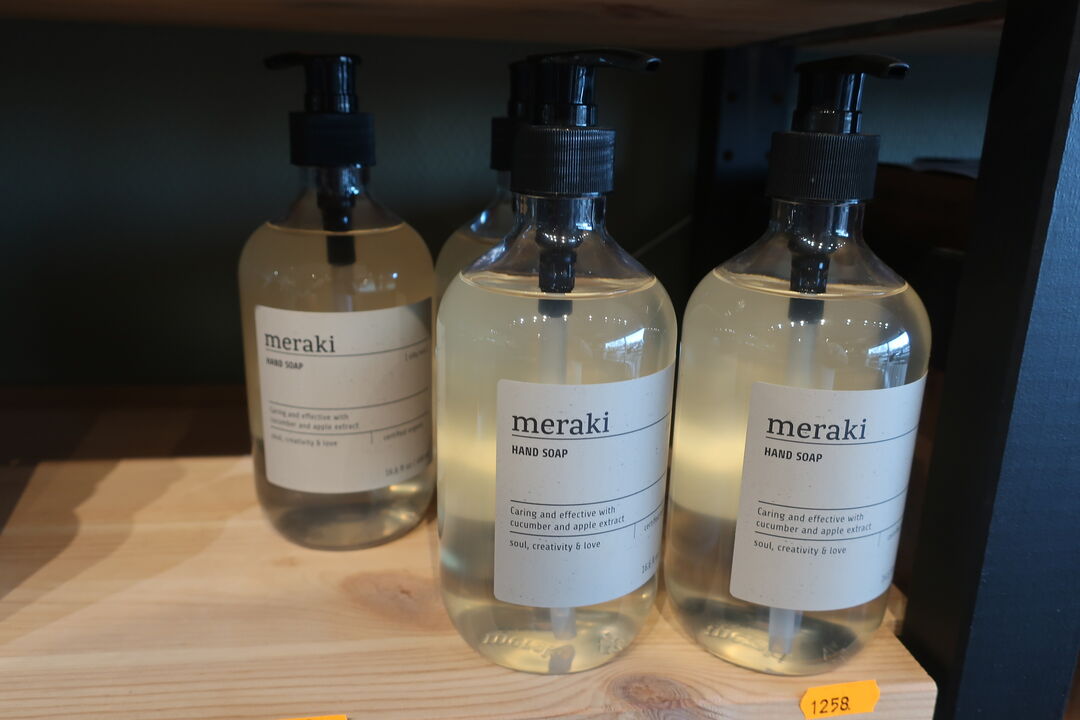 meraki
HAND SOAP
Caring and effective with
cucumber and apple extract
certified organic
soul, creativity & love
meraki
HAND SOAP
Caring and effective with
cucumber and apple extract
soul, creativity & love
meraki
HAND SOAP
Caring and effective with
cucumber and apple extract
soul, creativity & love
1258.